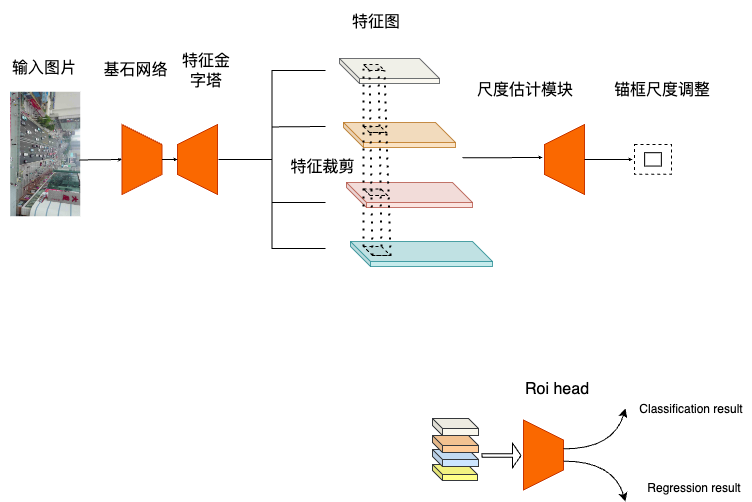 特征图
输入图片
基石网络
特征金
字塔
尺度估计模块
锚框尺度调整
特征裁剪
Roi head
Classification result
Regression result